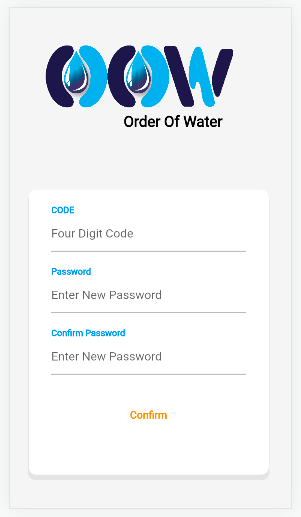 OOW
Order Of Water
CODE
Four Digit Code
Password
Enter New Password
Confirm Password
Enter New Password
Confirm